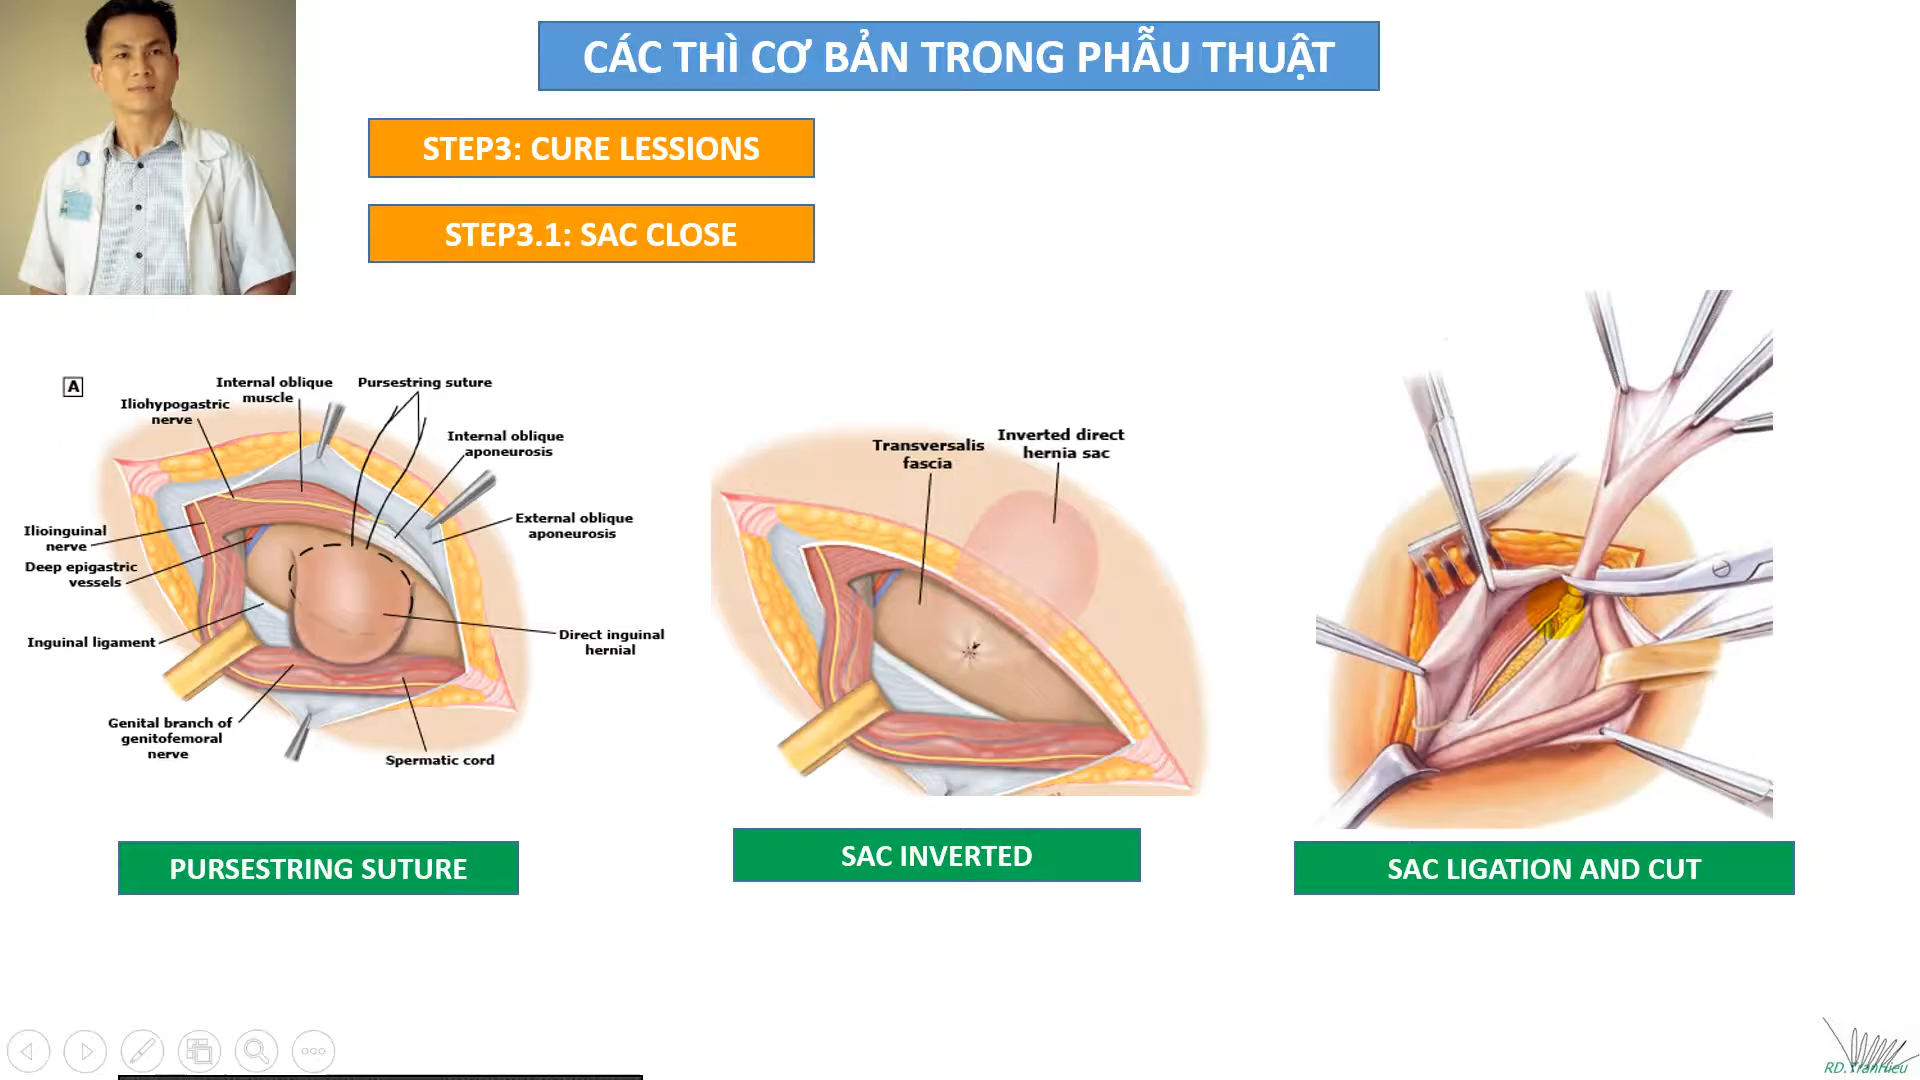 CÁC THÌ CƠ BẢN TRONG PHẪU THUẬT
STEP3: CURE LESSIONS
STEP3.1: SAC CLOSE
A
Internal oblique
muscle
Pursestring suture
Iliohypogastric
nerve
Internal oblique
aponeurosis
External oblique
aponeurosis
Ilioinguinal
nerve
Deep epigastric
vessels
Inguinal ligament
Direct inguinal
hernial
Genital branch of
genitofemoral
nerve
Spermatic cord
Transversalis
fascia
Inverted direct
hernia sac
PURSESTRING SUTURE
SAC INVERTED
SAC LIGATION AND CUT
RD.TranHieu